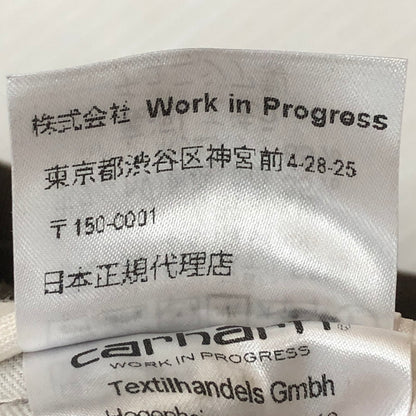 株式会社 Work in Progress
東京都渋谷区神宮前4-28-25
〒150-0001
日本正規代理店
carhartt®
WORK IN PROGRESS
Textilhandels GmbH